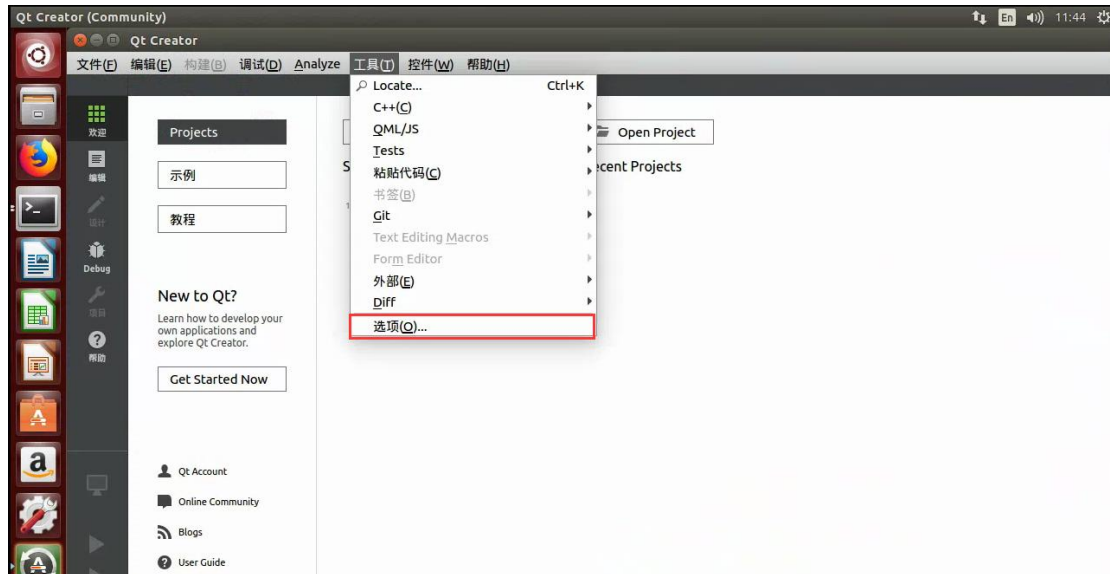 Qt Creator (Community)
En
11:44
Qt Creator
文件(F) 编辑(E) 构建(B) 调试(D) Analyze 工具(T) 控件(W) 帮助(H)
Locate... Ctrl+K
C++(C)
QML/JS
Tests
粘贴代码(C)
书签(B)
Git
Text Editing Macros
Form Editor
外部(E)
Diff
选项(O)...
欢迎
编辑
设计
Debug
项目
帮助
Projects
示例
教程
New to Qt?
Learn how to develop your
own applications and
explore Qt Creator.
Get Started Now
Qt Account
Online Community
Blogs
User Guide
S
Open Project
ecent Projects